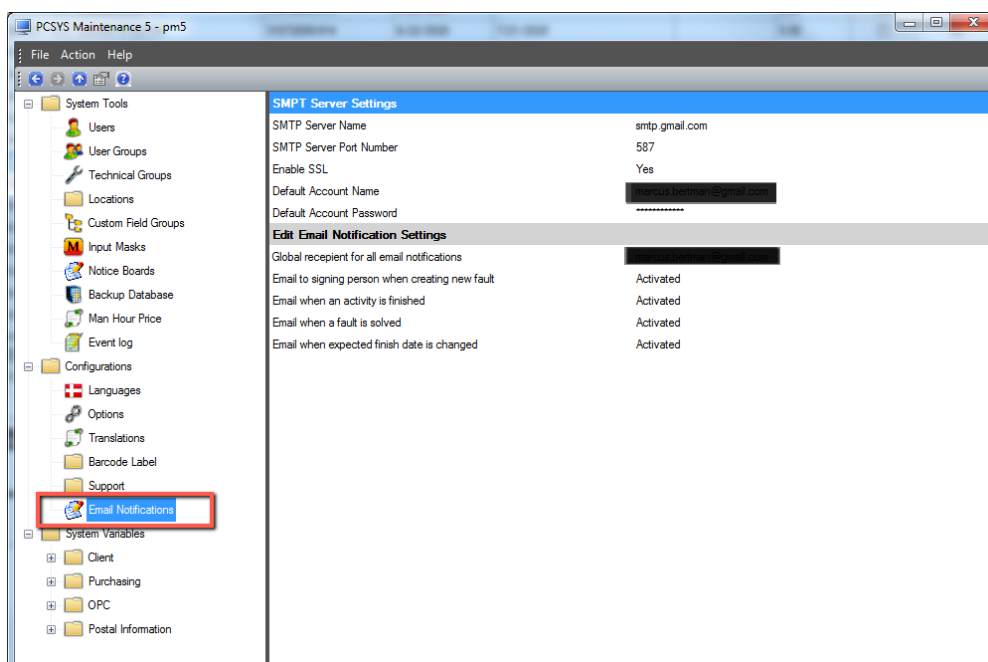 PCSYS Maintenance 5 - pm5
File Action Help
System Tools
Users
User Groups
Technical Groups
Locations
Custom Field Groups
Input Masks
Notice Boards
Backup Database
Man Hour Price
Event log
Configurations
Languages
Options
Translations
Barcode Label
Support
Email Notifications
System Variables
Client
Purchasing
OPC
Postal Information
SMPT Server Settings
SMTP Server Name smtp.gmail.com
SMTP Server Port Number 587
Enable SSL Yes
Default Account Name
Default Account Password ************
Edit Email Notification Settings
Global recepient for all email notifications
Email to signing person when creating new fault Activated
Email when an activity is finished Activated
Email when a fault is solved Activated
Email when expected finish date is changed Activated